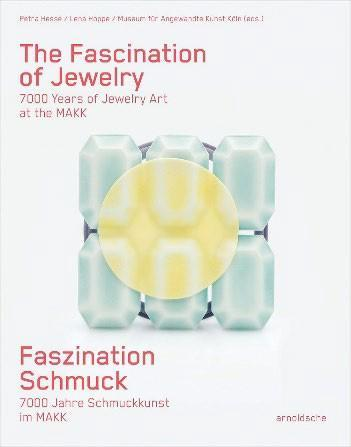 Petra Hesse / Lena Hoppe / Museum für Angewandte Kunst Köln (eds.)
The Fascination
of Jewelry
7000 Years of Jewelry Art
at the MAKK
Faszination
Schmuck
7000 Jahre Schmuckkunst
im MAKK
arnoldsche